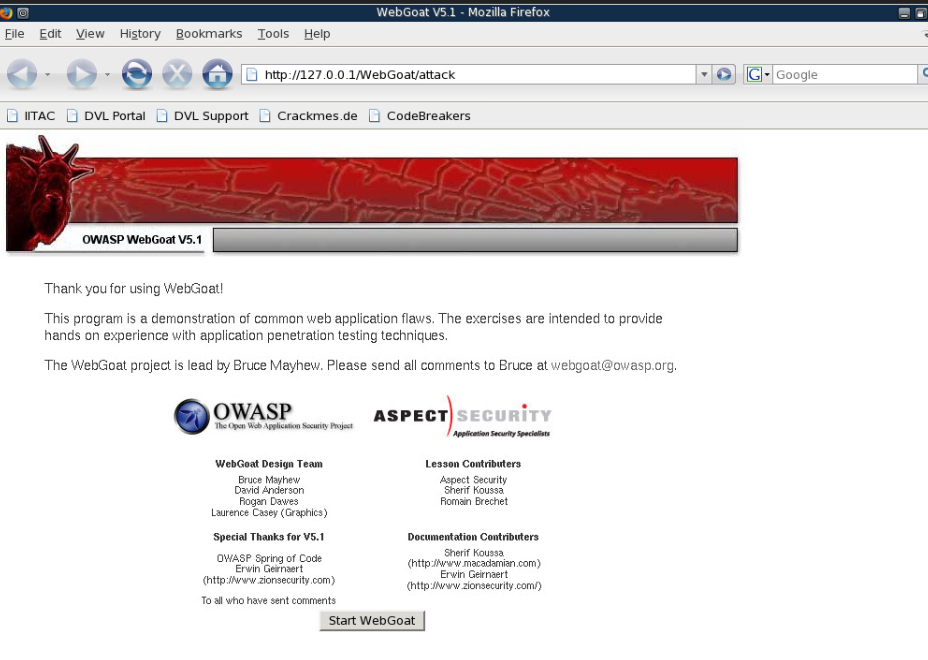 WebGoat V5.1 - Mozilla Firefox
File Edit View History Bookmarks Tools Help
http://127.0.0.1/WebGoat/attack
G Google
IITAC DVL Portal DVL Support Crackmes.de CodeBreakers
OWASP WebGoat V5.1
Thank you for using WebGoat!
This program is a demonstration of common web application flaws. The exercises are intended to provide
hands on experience with application penetration testing techniques.
The WebGoat project is lead by Bruce Mayhew. Please send all comments to Bruce at webgoat@owasp.org.
OWASP
The Open Web Application Security Project
ASPECT SECURITY
Application Security Specialists
WebGoat Design Team
Bruce Mayhew
David Anderson
Rogan Dawes
Laurence Casey (Graphics)
Lesson Contributers
Aspect Security
Sherif Koussa
Romain Brechet
Special Thanks for V5.1
OWASP Spring of Code
Erwin Geirnaert
(http://www.zionsecurity.com)
To all who have sent comments
Documentation Contributers
Sherif Koussa
(http://www.macadamian.com)
Erwin Geirnaert
(http://www.zionsecurity.com/)
Start WebGoat